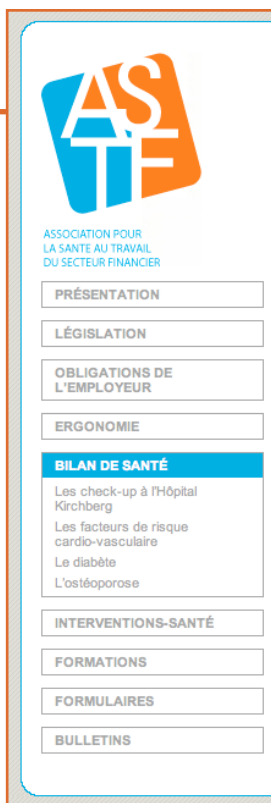 AS
TF
ASSOCIATION POUR
LA SANTE AU TRAVAIL
DU SECTEUR FINANCIER
PRÉSENTATION
LÉGISLATION
OBLIGATIONS DE
L'EMPLOYEUR
ERGONOMIE
BILAN DE SANTÉ
Les check-up à l'Hôpital
Kirchberg
Les facteurs de risque
cardio-vasculaire
Le diabète
L'ostéoporose
INTERVENTIONS-SANTÉ
FORMATIONS
FORMULAIRES
BULLETINS